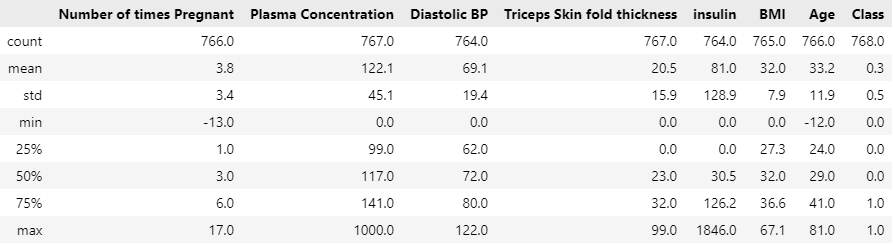 Number of times Pregnant Plasma Concentration Diastolic BP Triceps Skin fold thickness insulin BMI Age Class
count 766.0 767.0 764.0 767.0 764.0 765.0 766.0 768.0
mean 3.8 122.1 69.1 20.5 81.0 32.0 33.2 0.3
std 3.4 45.1 19.4 15.9 128.9 7.9 11.9 0.5
min -13.0 0.0 0.0 0.0 0.0 0.0 -12.0 0.0
25% 1.0 99.0 62.0 0.0 0.0 27.3 24.0 0.0
50% 3.0 117.0 72.0 23.0 30.5 32.0 29.0 0.0
75% 6.0 141.0 80.0 32.0 126.2 36.6 41.0 1.0
max 17.0 1000.0 122.0 99.0 1846.0 67.1 81.0 1.0